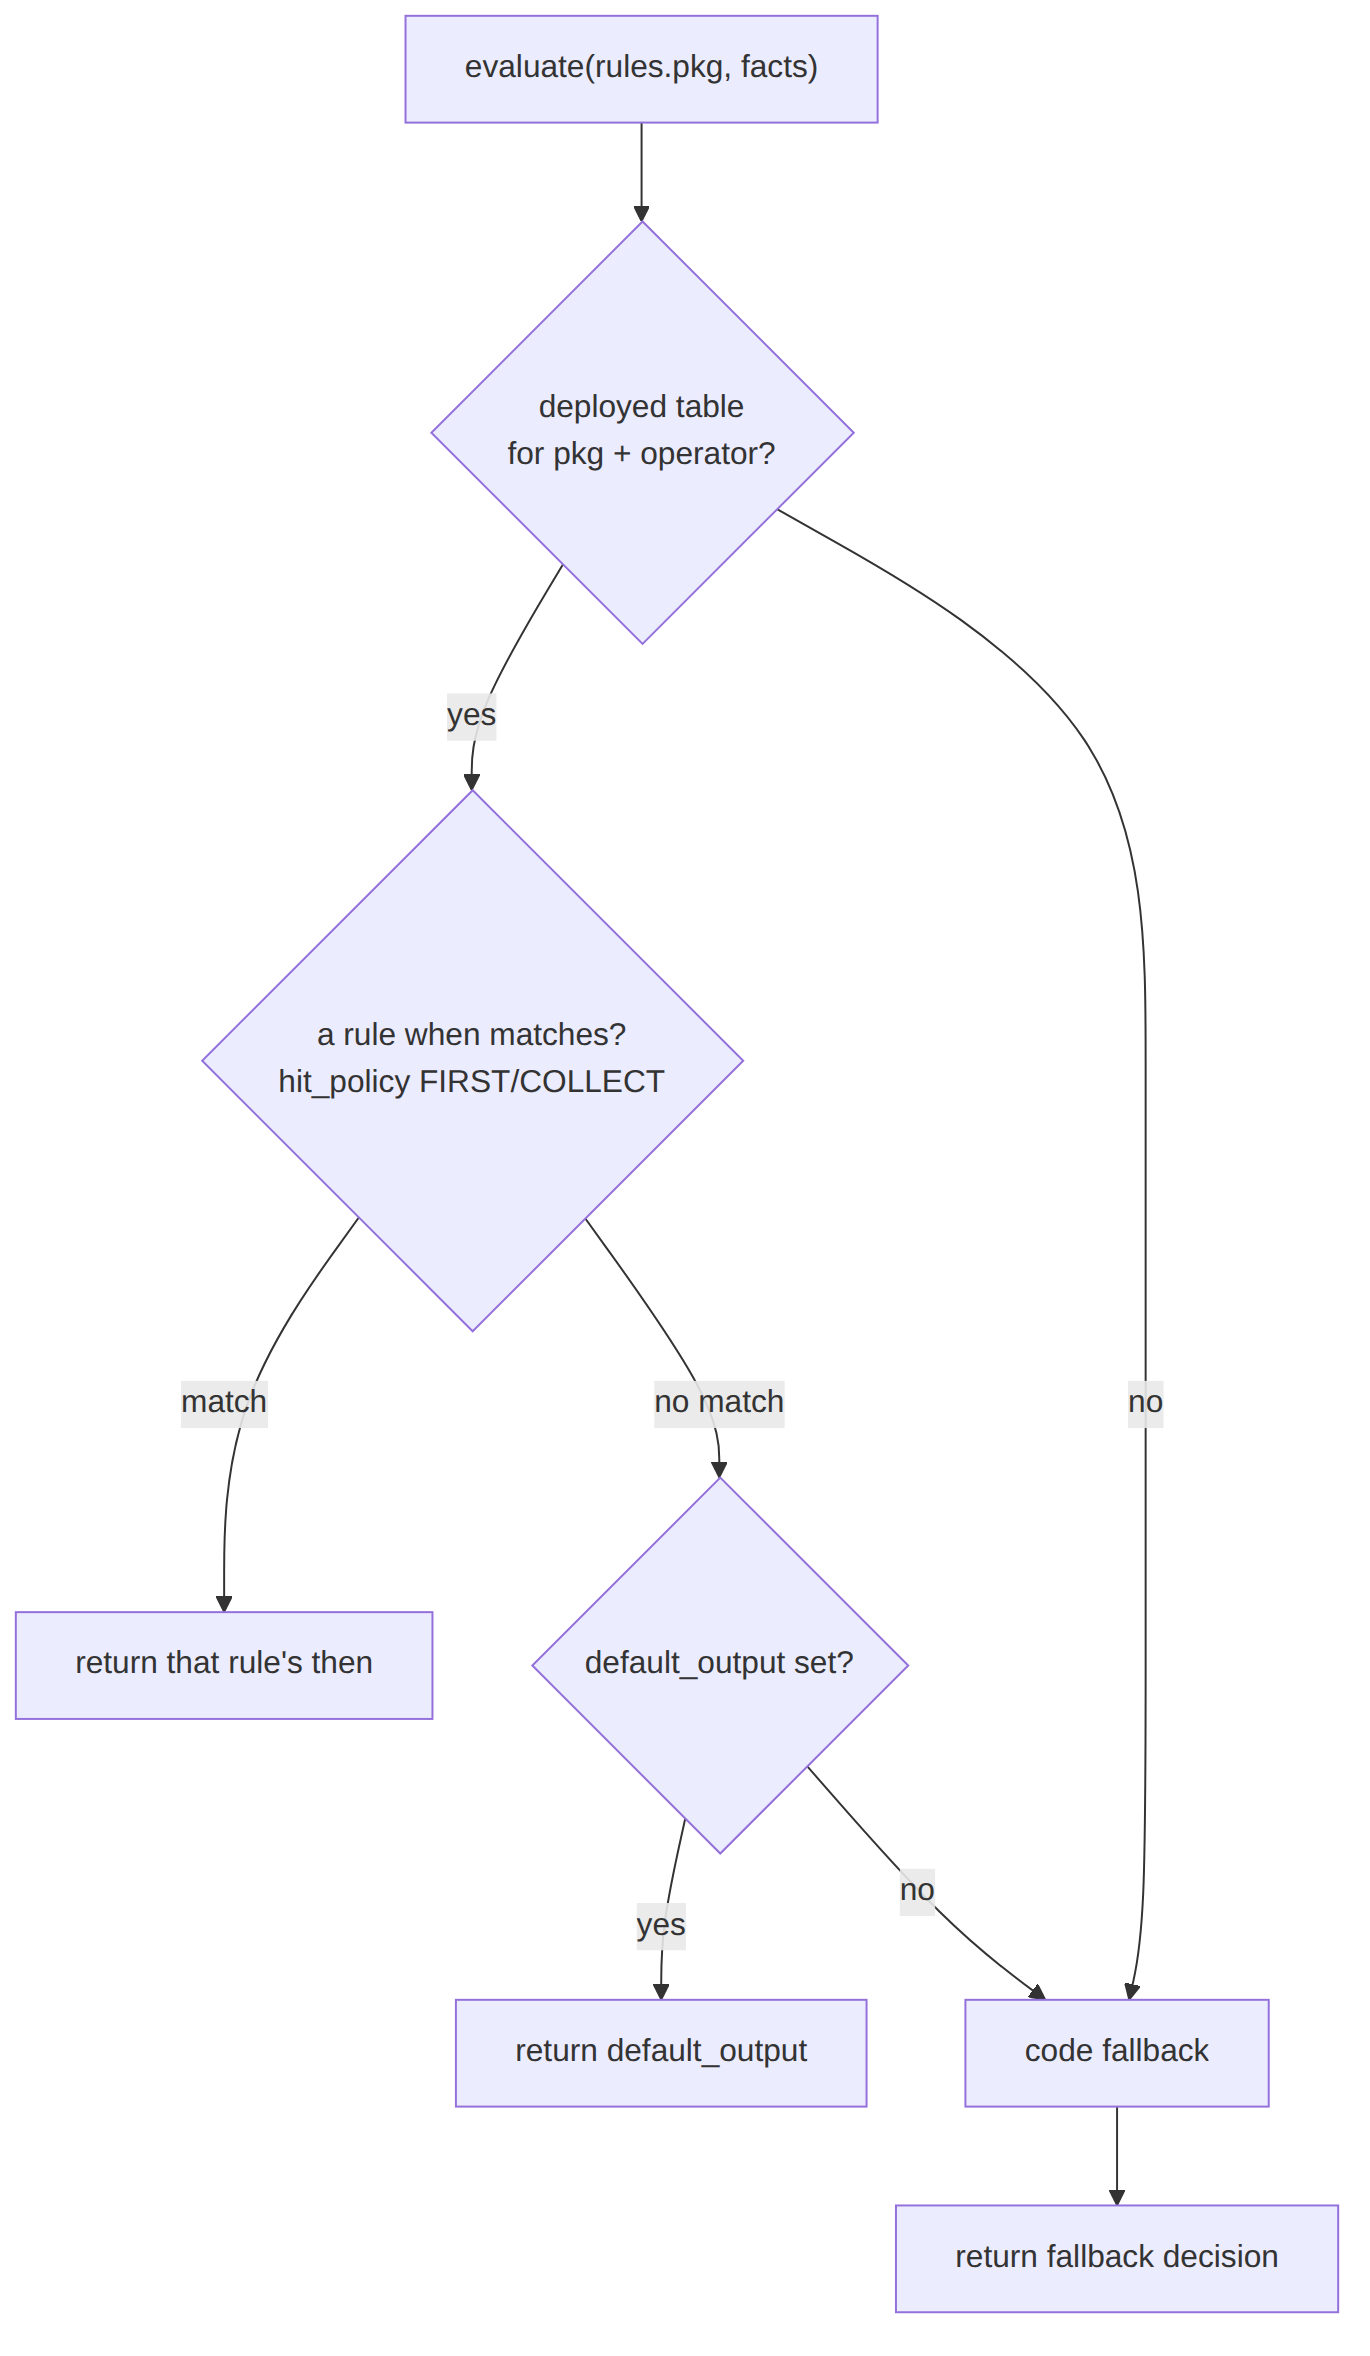 evaluate(rules.pkg, facts)
deployed table
for pkg + operator?
yes
a rule when matches?
hit_policy FIRST/COLLECT
match
no match
no
return that rule's then
default_output set?
no
yes
return default_output
code fallback
return fallback decision